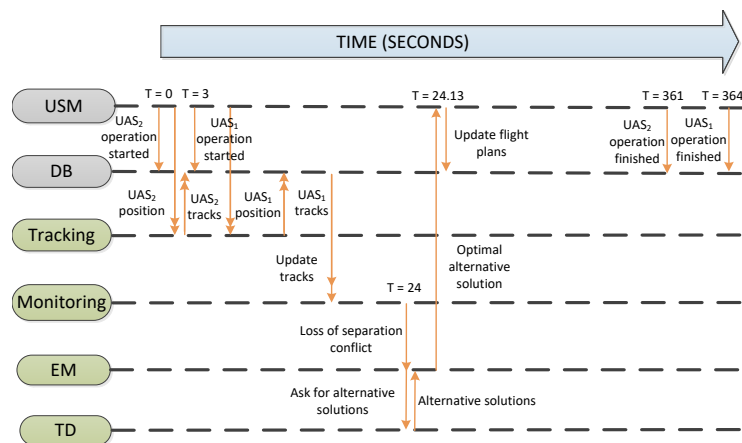 TIME (SECONDS)
T = 0
T = 3
T = 24.13
T = 361
T = 364
USM
UAS2
operation
started
UAS1
operation
started
Update flight
plans
UAS2
operation
finished
UAS1
operation
finished
DB
UAS2
position
UAS2
tracks
UAS1
position
UAS1
tracks
Tracking
Update
tracks
Optimal
alternative
solution
Monitoring
T = 24
Loss of separation
conflict
EM
Ask for alternative
solutions
Alternative solutions
TD